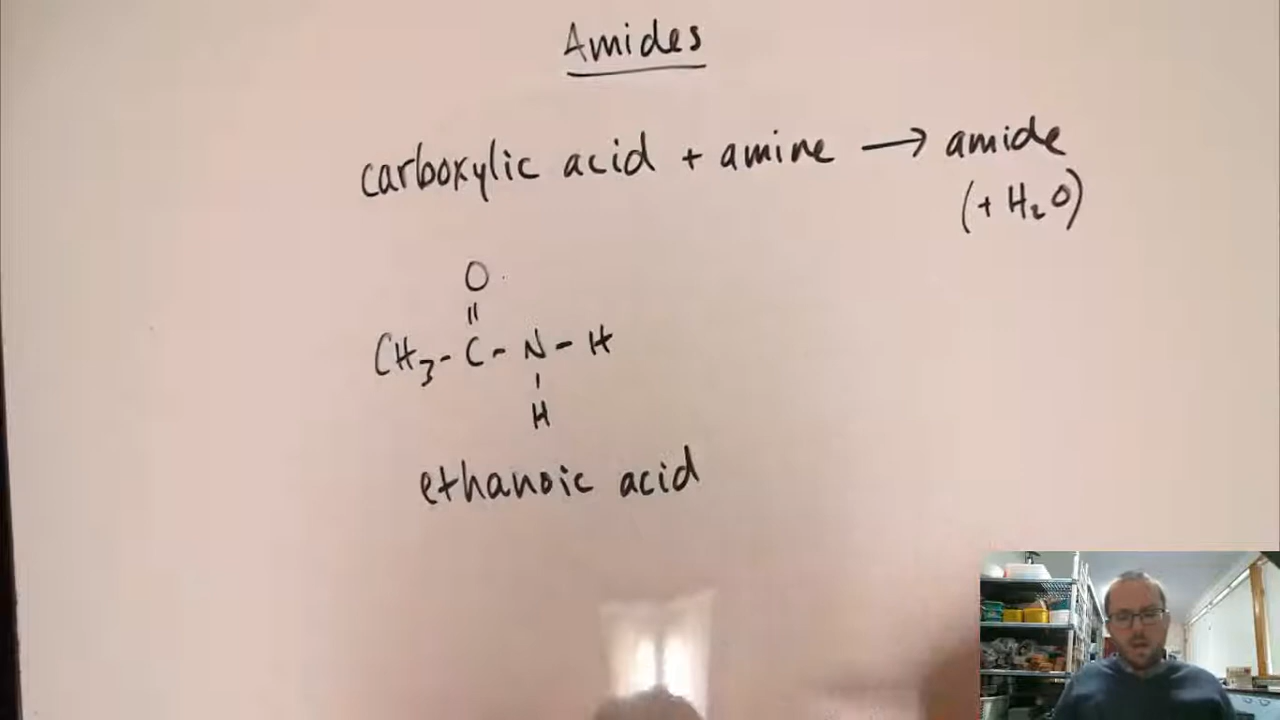 Amides
carboxylic acid + amine → amide
(+ H₂O)
O
||
CH₃ - C - N - H
|
H
ethanoic acid